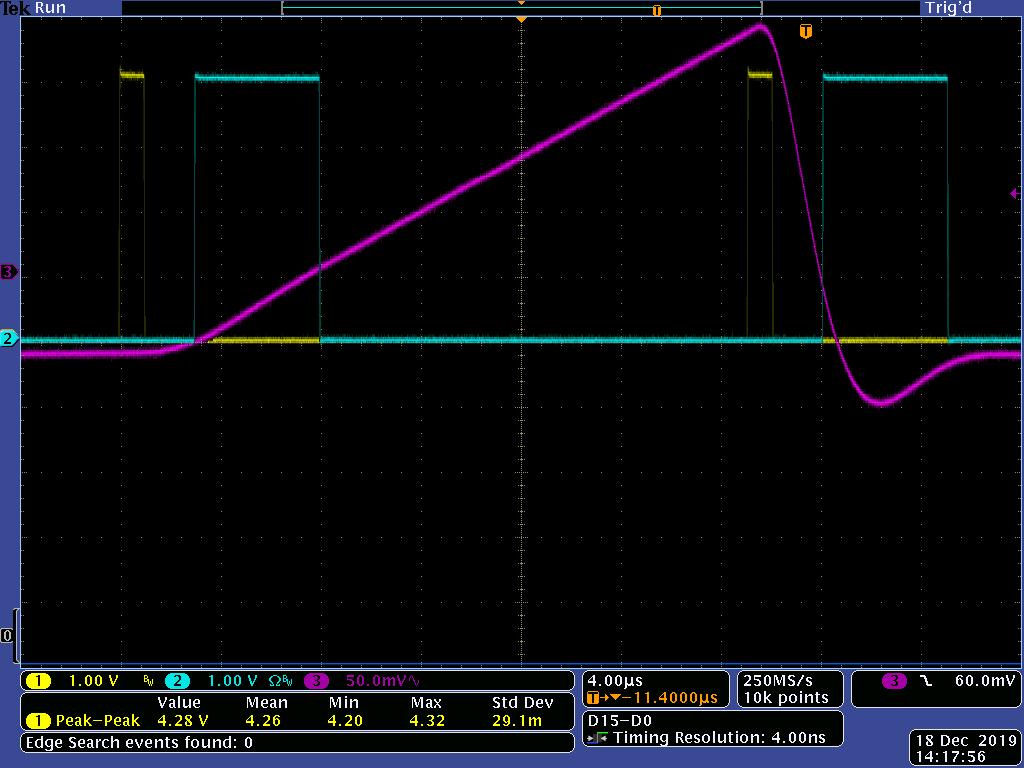 Tek Run Trig'd
T
T
3
2
0
1 1.00 V BW 2 1.00 V ΩBW 3 50.0mV∿
Value Mean Min Max Std Dev
1 Peak−Peak 4.28 V 4.26 4.20 4.32 29.1m
Edge Search events found: 0
4.00µs
T→▼−11.4000µs
250MS/s
10k points
3 60.0mV
D15−D0
Timing Resolution: 4.00ns
18 Dec 2019
14:17:56